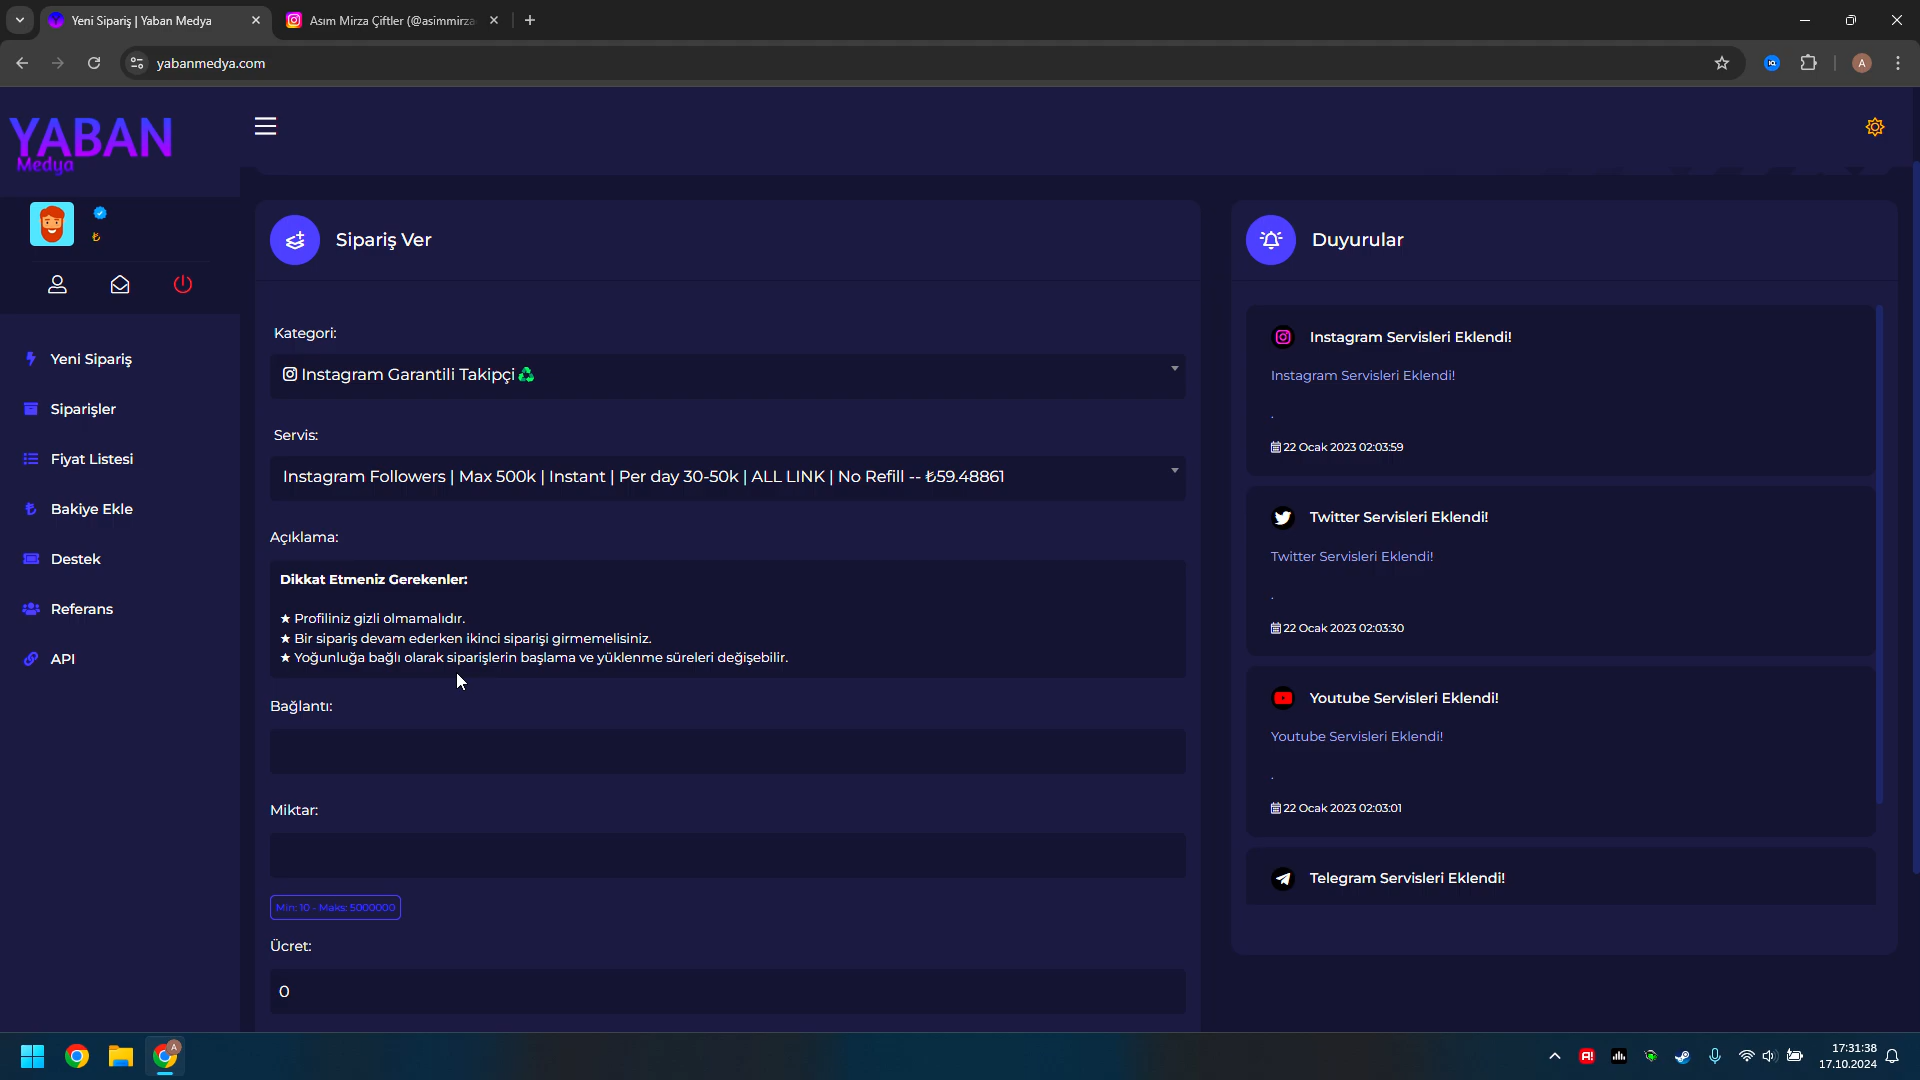 Yeni Sipariş | Yaban Medya
Asım Mirza Çiftler (@asimmirza
yabanmedya.com
A
YABAN
Medya
₺
Yeni Sipariş
Siparişler
Fiyat Listesi
Bakiye Ekle
Destek
Referans
API
Sipariş Ver
Kategori:
Instagram Garantili Takipçi
Servis:
Instagram Followers | Max 500k | Instant | Per day 30-50k | ALL LINK | No Refill -- ₺59.48861
Açıklama:
Dikkat Etmeniz Gerekenler:
★ Profiliniz gizli olmamalıdır.
★ Bir sipariş devam ederken ikinci siparişi girmemelisiniz.
★ Yoğunluğa bağlı olarak siparişlerin başlama ve yüklenme süreleri değişebilir.
Bağlantı:
Miktar:
Min: 10 - Maks: 5000000
Ücret:
0
Duyurular
Instagram Servisleri Eklendi!
Instagram Servisleri Eklendi!
.
22 Ocak 2023 02:03:59
Twitter Servisleri Eklendi!
Twitter Servisleri Eklendi!
.
22 Ocak 2023 02:03:30
Youtube Servisleri Eklendi!
Youtube Servisleri Eklendi!
.
22 Ocak 2023 02:03:01
Telegram Servisleri Eklendi!
A
17:31:38
17.10.2024